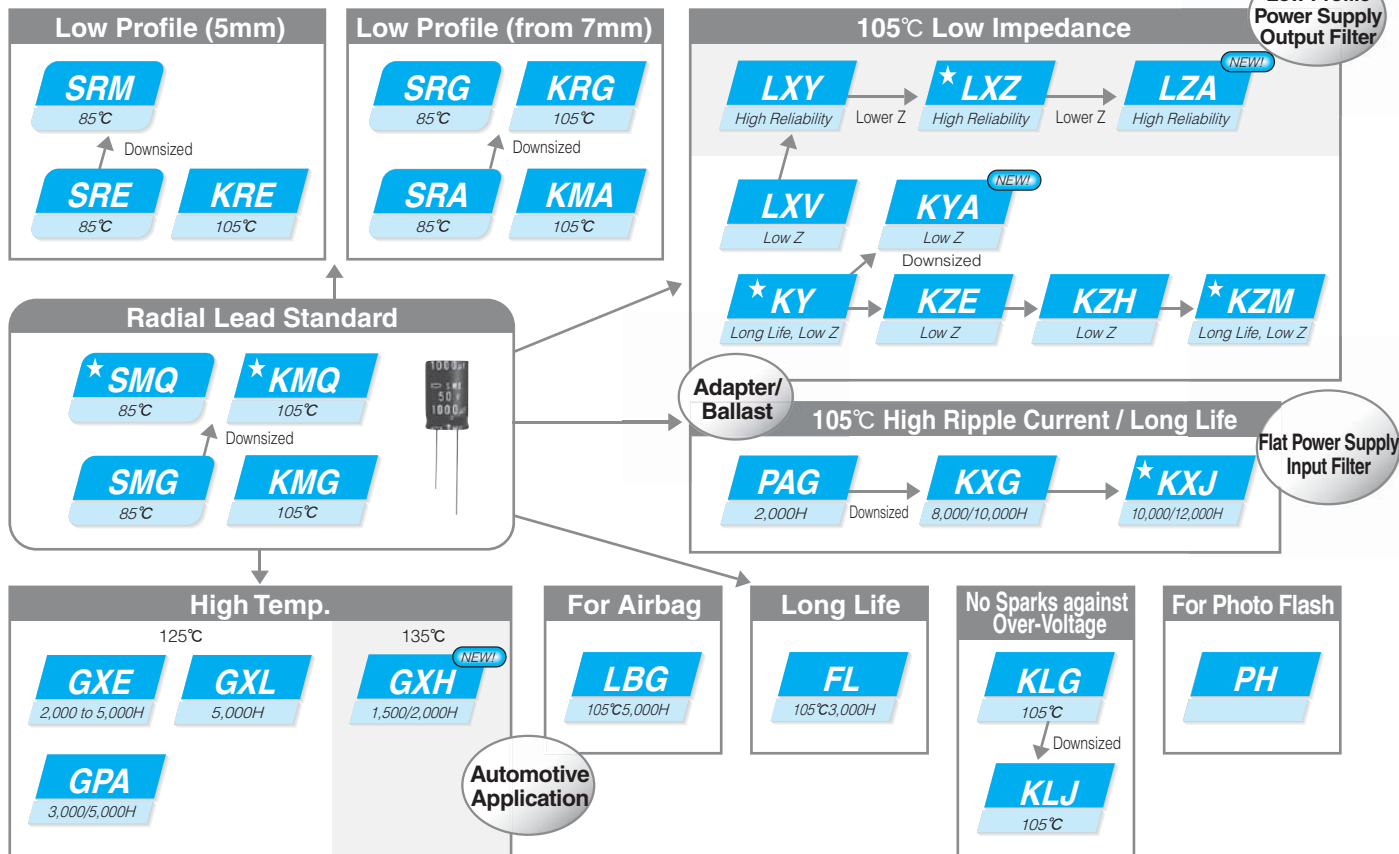 Low Profile (5mm)
SRM
85℃
Downsized
SRE
85℃
KRE
105℃
Low Profile (from 7mm)
SRG
85℃
KRG
105℃
Downsized
SRA
85℃
KMA
105℃
Power Supply
Output Filter
105℃ Low Impedance
LXY
High Reliability
Lower Z
★LXZ
High Reliability
Lower Z
NEW!
LZA
High Reliability
LXV
Low Z
NEW!
KYA
Low Z
Downsized
★KY
Long Life, Low Z
KZE
Low Z
KZH
Low Z
★KZM
Long Life, Low Z
Radial Lead Standard
★SMQ
85℃
★KMQ
105℃
Downsized
SMG
85℃
KMG
105℃
50v
1000μ
Adapter/
Ballast
105℃ High Ripple Current / Long Life
Flat Power Supply
Input Filter
PAG
2,000H
Downsized
KXG
8,000/10,000H
★KXJ
10,000/12,000H
High Temp.
125℃
135℃
GXE
2,000 to 5,000H
GXL
5,000H
NEW!
GXH
1,500/2,000H
GPA
3,000/5,000H
Automotive
Application
For Airbag
LBG
105℃5,000H
Long Life
FL
105℃3,000H
No Sparks against
Over-Voltage
KLG
105℃
Downsized
KLJ
105℃
For Photo Flash
PH